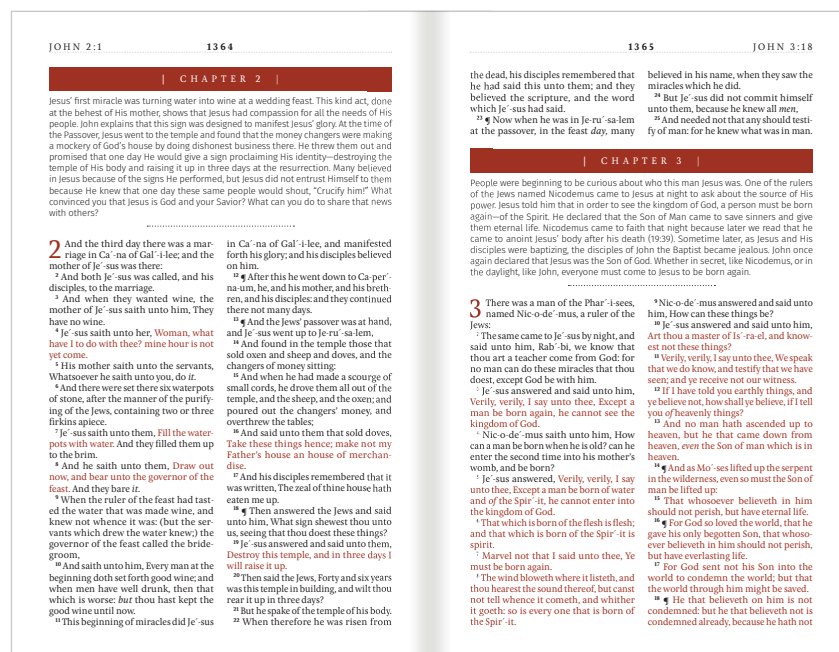 JOHN 2:1 1364
| CHAPTER 2 |
Jesus' first miracle was turning water into wine at a wedding feast. This kind act, done
at the behest of His mother, shows that Jesus had compassion for all the needs of His
people. John explains that this sign was designed to manifest Jesus' glory. At the time of
the Passover, Jesus went to the temple and found that the money changers were making
a mockery of God's house by doing dishonest business there. He threw them out and
promised that one day He would give a sign proclaiming His identity—destroying the
temple of His body and raising it up in three days at the resurrection. Many believed
in Jesus because of the signs He performed, but Jesus did not entrust Himself to them
because He knew that one day these same people would shout, "Crucify him!" What
convinced you that Jesus is God and your Savior? What can you do to share that news
with others?
2 And the third day there was a mar-
riage in Ca´-na of Gal´-i-lee; and the
mother of Je´-sus was there:
2 And both Je´-sus was called, and his
disciples, to the marriage.
3 And when they wanted wine, the
mother of Je´-sus saith unto him, They
have no wine.
4 Je´-sus saith unto her, Woman, what
have I to do with thee? mine hour is not
yet come.
5 His mother saith unto the servants,
Whatsoever he saith unto you, do it.
6 And there were set there six waterpots
of stone, after the manner of the purify-
ing of the Jews, containing two or three
firkins apiece.
7 Je´-sus saith unto them, Fill the water-
pots with water. And they filled them up
to the brim.
8 And he saith unto them, Draw out
now, and bear unto the governor of the
feast. And they bare it.
9 When the ruler of the feast had tast-
ed the water that was made wine, and
knew not whence it was: (but the ser-
vants which drew the water knew;) the
governor of the feast called the bride-
groom,
10 And saith unto him, Every man at the
beginning doth set forth good wine; and
when men have well drunk, then that
which is worse: but thou hast kept the
good wine until now.
11 This beginning of miracles did Je´-sus
in Ca´-na of Gal´-i-lee, and manifested
forth his glory; and his disciples believed
on him.
12 ¶ After this he went down to Ca-per´-
na-um, he, and his mother, and his breth-
ren, and his disciples: and they continued
there not many days.
13 ¶ And the Jews' passover was at hand,
and Je´-sus went up to Je-ru´-sa-lem,
14 And found in the temple those that
sold oxen and sheep and doves, and the
changers of money sitting:
15 And when he had made a scourge of
small cords, he drove them all out of the
temple, and the sheep, and the oxen; and
poured out the changers' money, and
overthrew the tables;
16 And said unto them that sold doves,
Take these things hence; make not my
Father's house an house of merchan-
dise.
17 And his disciples remembered that it
was written, The zeal of thine house hath
eaten me up.
18 ¶ Then answered the Jews and said
unto him, What sign shewest thou unto
us, seeing that thou doest these things?
19 Je´-sus answered and said unto them,
Destroy this temple, and in three days I
will raise it up.
20 Then said the Jews, Forty and six years
was this temple in building, and wilt thou
rear it up in three days?
21 But he spake of the temple of his body.
22 When therefore he was risen from
1365 JOHN 3:18
the dead, his disciples remembered that
he had said this unto them; and they
believed the scripture, and the word
which Je´-sus had said.
23 ¶ Now when he was in Je-ru´-sa-lem
at the passover, in the feast day, many
believed in his name, when they saw the
miracles which he did.
24 But Je´-sus did not commit himself
unto them, because he knew all men,
25 And needed not that any should testi-
fy of man: for he knew what was in man.
| CHAPTER 3 |
People were beginning to be curious about who this man Jesus was. One of the rulers
of the Jews named Nicodemus came to Jesus at night to ask about the source of His
power. Jesus told him that in order to see the kingdom of God, a person must be born
again—of the Spirit. He declared that the Son of Man came to save sinners and give
them eternal life. Nicodemus came to faith because we later read that he
came to anoint Jesus' body after his death (19:39). Sometime later, as Jesus and His
disciples were baptizing, the disciples of John the Baptist became jealous. John once
again declared that Jesus was the Son of God. Whether in secret, like Nicodemus, or in
the daylight, like John, everyone must come to Jesus to be born again.
3 There was a man of the Phar´-i-sees,
named Nic-o-de´-mus, a ruler of the
Jews:
2 The same came to Je´-sus by night, and
said unto him, Rab´-bi, we know that
thou art a teacher come from God: for
no man can do these miracles that thou
doest, except God be with him.
3 Je´-sus answered and said unto him,
Verily, verily, I say unto thee, Except a
man be born again, he cannot see the
kingdom of God.
4 Nic-o-de´-mus saith unto him, How
can a man be born when he is old? can he
enter the second time into his mother's
womb, and be born?
5 Je´-sus answered, Verily, verily, I say
unto thee, Except a man be born of water
and of the Spir´-it, he cannot enter into
the kingdom of God.
6 That which is born of the flesh is flesh;
and that which is born of the Spir´-it is
spirit.
7 Marvel not that I said unto thee, Ye
must be born again.
8 The wind bloweth where it listeth, and
thou hearest the sound thereof, but canst
not tell whence it cometh, and whither
it goeth: so is every one that is born of
the Spir´-it.
9 Nic-o-de´-mus answered and said unto
him, How can these things be?
10 Je´-sus answered and said unto him,
Art thou a master of Is´-ra-el, and know-
est not these things?
11 Verily, verily, I say unto thee, We speak
that we do know, and testify that we have
seen; and ye receive not our witness.
12 If I have told you earthly things, and
ye believe not, how shall ye believe, if I tell
you of heavenly things?
13 And no man hath ascended up to
heaven, but he that came down from
heaven, even the Son of man which is in
heaven.
14 ¶ And as Mo´-ses lifted up the serpent
in the wilderness, even so must the Son of
man be lifted up:
15 That whosoever believeth in him
should not perish, but have eternal life.
16 ¶ For God so loved the world, that he
gave his only begotten Son, that whoso-
ever believeth in him should not perish,
but have everlasting life.
17 For God sent not his Son into the
world to condemn the world; but that
the world through him might be saved.
18 ¶ He that believeth on him is not
condemned: but he that believeth not is
condemned already, because he hath not